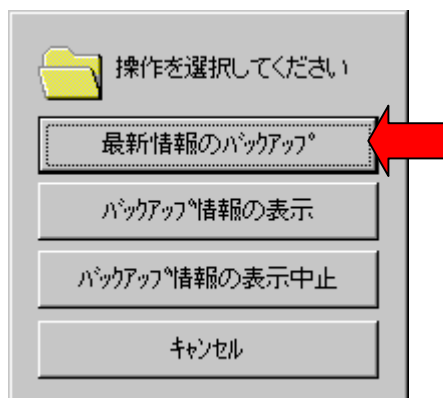 操作を選択してください
最新情報のﾊﾞｯｸｱｯﾌﾟ
ﾊﾞｯｸｱｯﾌﾟ情報の表示
ﾊﾞｯｸｱｯﾌﾟ情報の表示中止
ｷｬﾝｾﾙ